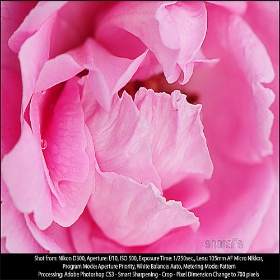 sharal's
Shot from: Nikon D300, Aperture: f/10, ISO 500, Exposure Time: 1/250sec., Lens: 105mm AF Micro Nikkor,
Program Mode: Aperture Priority, White Balance: Auto, Metering Mode: Pattern
Processing: Adobe Photoshop CS3 - Smart Sharpening - Crop - Pixel Dimension Change to 700 pixels